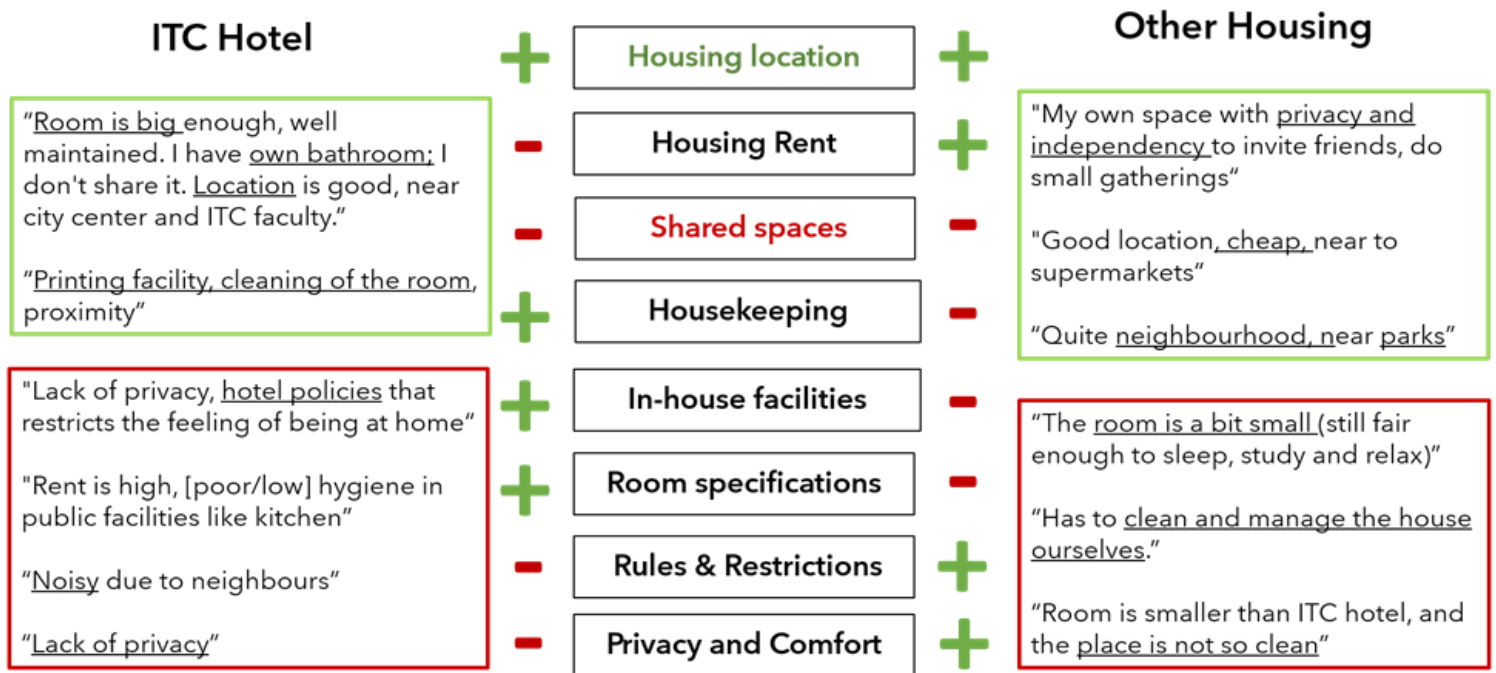 ITC Hotel
“Room is big enough, well
maintained. I have own bathroom; I
don't share it. Location is good, near
city center and ITC faculty.”
“Printing facility, cleaning of the room,
proximity”
"Lack of privacy, hotel policies that
restricts the feeling of being at home“
"Rent is high, [poor/low] hygiene in
public facilities like kitchen”
“Noisy due to neighbours”
“Lack of privacy”
+ Housing location +
- Housing Rent +
- Shared spaces -
+ Housekeeping -
+ In-house facilities -
+ Room specifications -
- Rules & Restrictions +
- Privacy and Comfort +
Other Housing
"My own space with privacy and
independency to invite friends, do
small gatherings“
"Good location, cheap, near to
supermarkets”
“Quite neighbourhood, near parks”
“The room is a bit small (still fair
enough to sleep, study and relax)”
“Has to clean and manage the house
ourselves.”
“Room is smaller than ITC hotel, and
the place is not so clean”